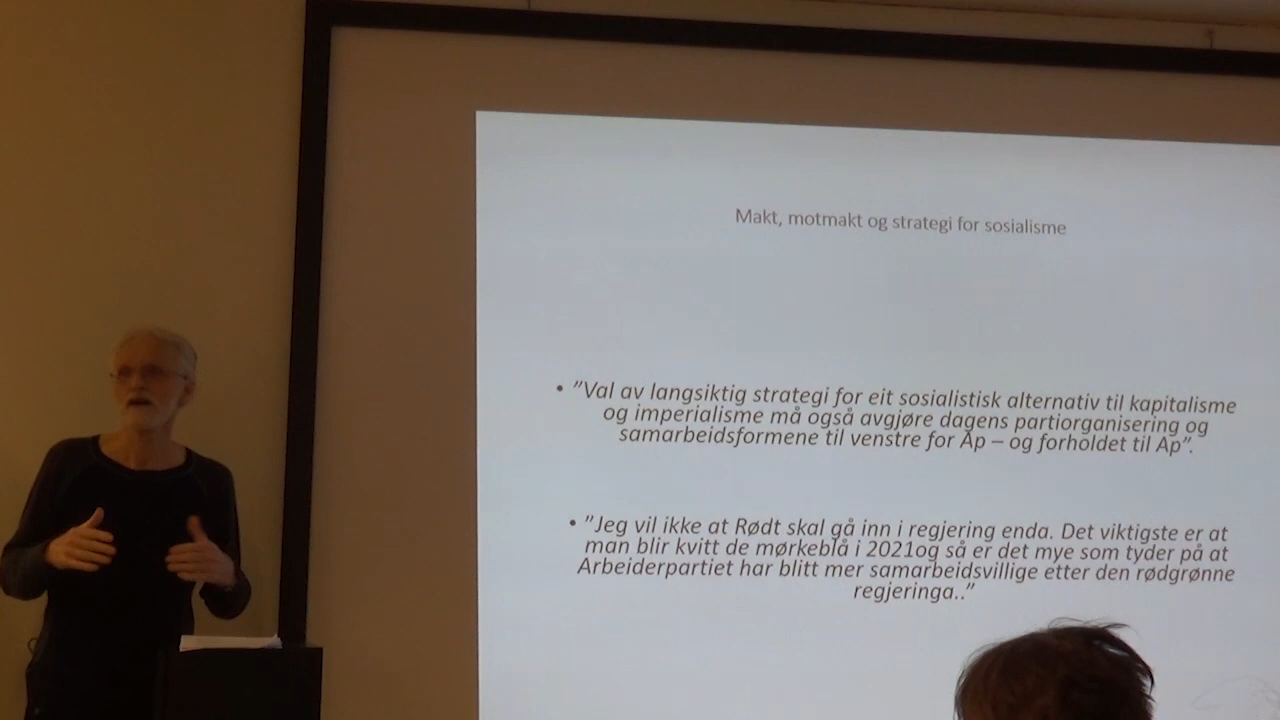 Makt, motmakt og strategi for sosialisme
• ”Val av langsiktig strategi for eit sosialistisk alternativ til kapitalisme
og imperialisme må også avgjøre dagens partiorganisering og
samarbeidsformene til venstre for Ap – og forholdet til Ap”.
• ”Jeg vil ikke at Rødt skal gå inn i regjering enda. Det viktigste er at
man blir kvitt de mørkeblå i 2021og så er det mye som tyder på at
Arbeiderpartiet har blitt mer samarbeidsvillige etter den rødgrønne
regjeringa..”